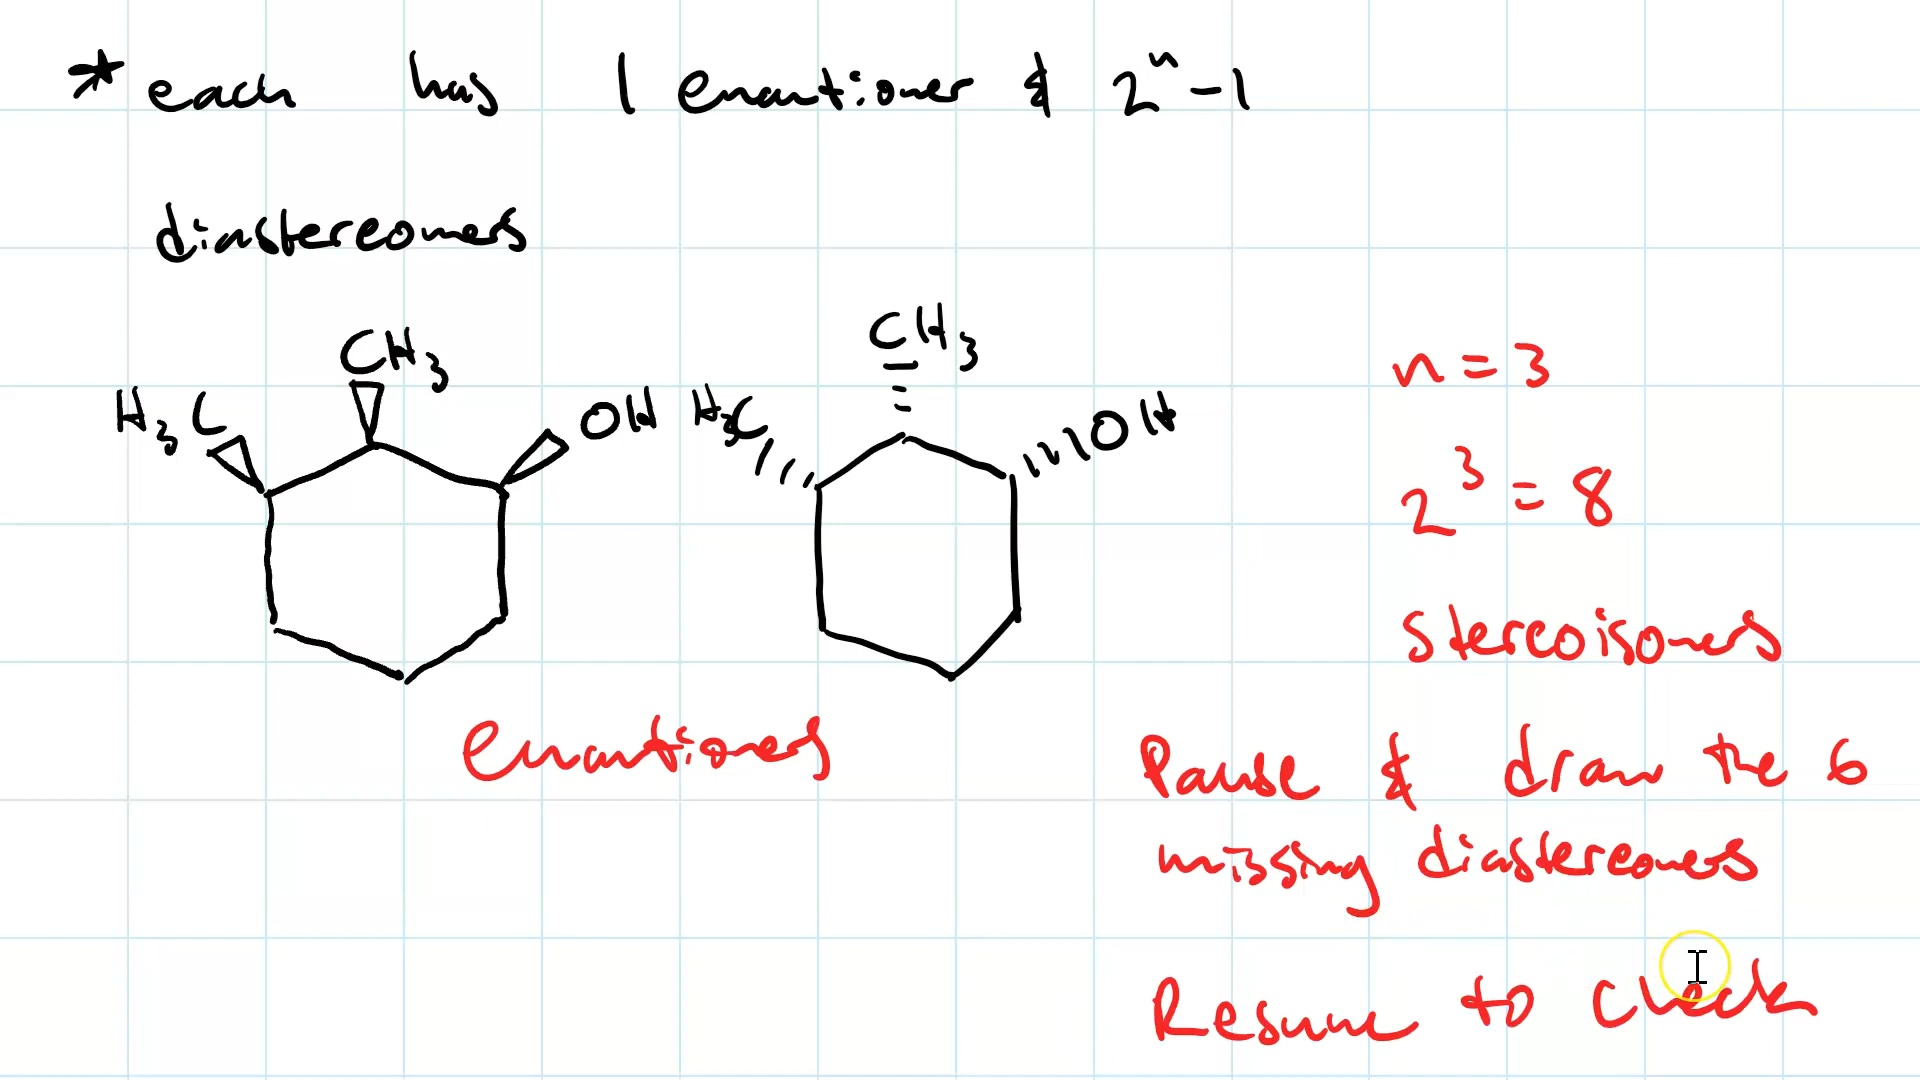 * each has 1 enantiomer & 2ⁿ-1
diastereomers
CH₃
H₃C
OH
CH₃
H₃C
OH
n = 3
2³ = 8
stereoisomers
enantiomers
Pause & draw the 6
missing diastereomers
Resume to check